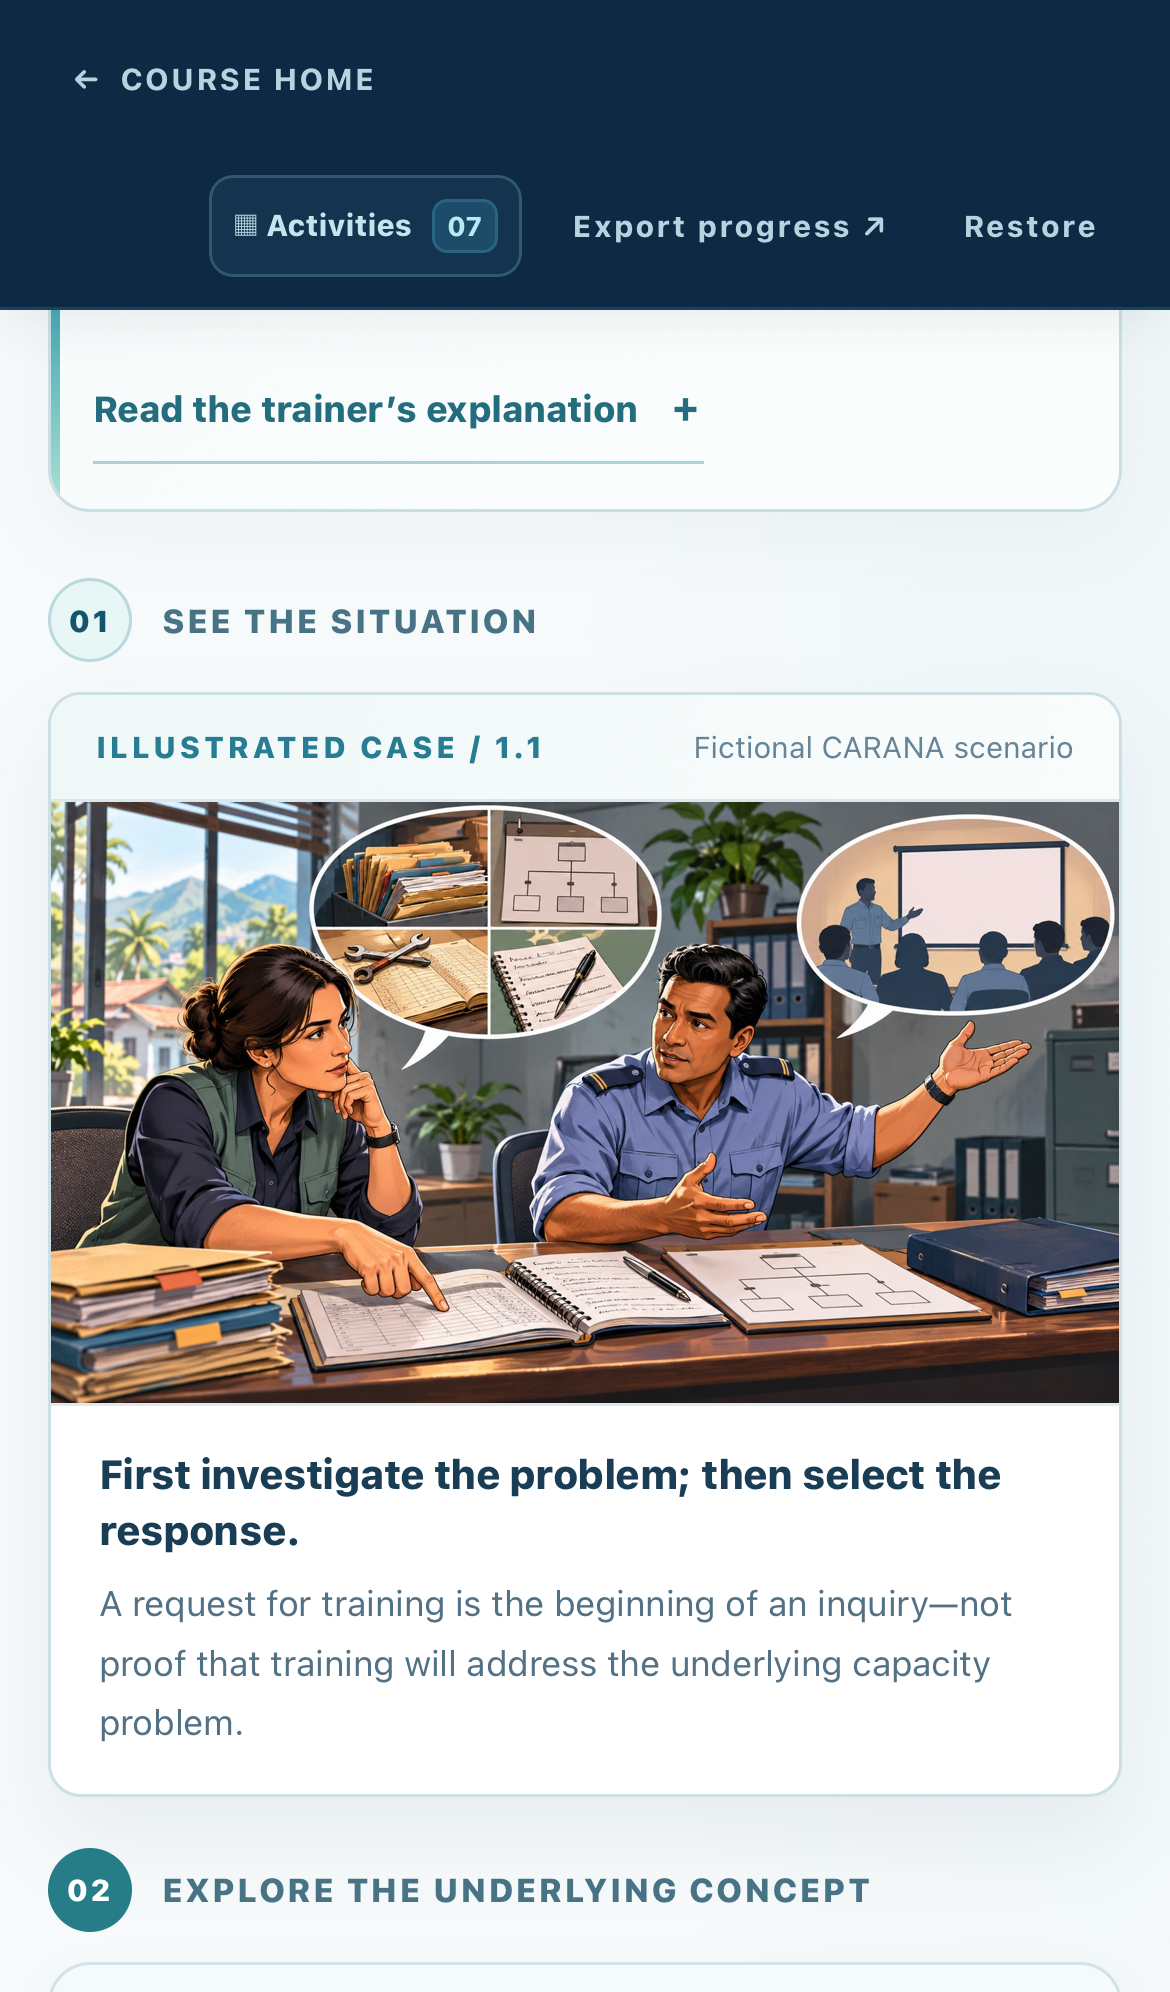 ← COURSE HOME
Activities 07
Export progress ↗
Restore
Read the trainer’s explanation +
01 SEE THE SITUATION
ILLUSTRATED CASE / 1.1
Fictional CARANA scenario
First investigate the problem; then select the
response.
A request for training is the beginning of an inquiry—not
proof that training will address the underlying capacity
problem.
02 EXPLORE THE UNDERLYING CONCEPT